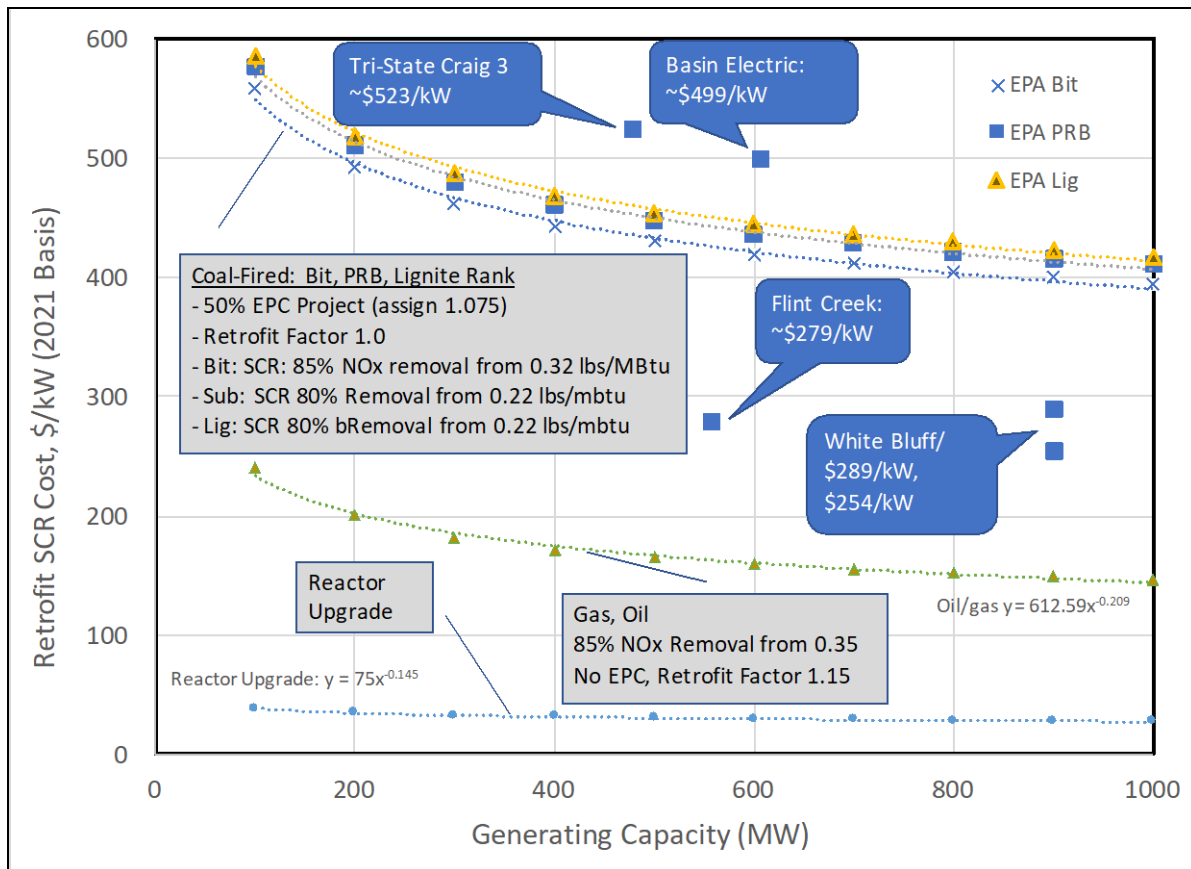 Retrofit SCR Cost, $/kW (2021 Basis)
600
500
400
300
200
100
0
Tri-State Craig 3
~$523/kW
Basin Electric:
~$499/kW
EPA Bit
EPA PRB
EPA Lig
Coal-Fired: Bit, PRB, Lignite Rank
- 50% EPC Project (assign 1.075)
- Retrofit Factor 1.0
- Bit: SCR: 85% NOx removal from 0.32 lbs/MBtu
- Sub: SCR 80% Removal from 0.22 lbs/mbtu
- Lig: SCR 80% bRemoval from 0.22 lbs/mbtu
Flint Creek:
~$279/kW
White Bluff/
$289/kW,
$254/kW
Reactor
Upgrade
Gas, Oil
85% NOx Removal from 0.35
No EPC, Retrofit Factor 1.15
Oil/gas y = 612.59x-0.209
Reactor Upgrade: y = 75x-0.145
0
200
400
600
800
1000
Generating Capacity (MW)